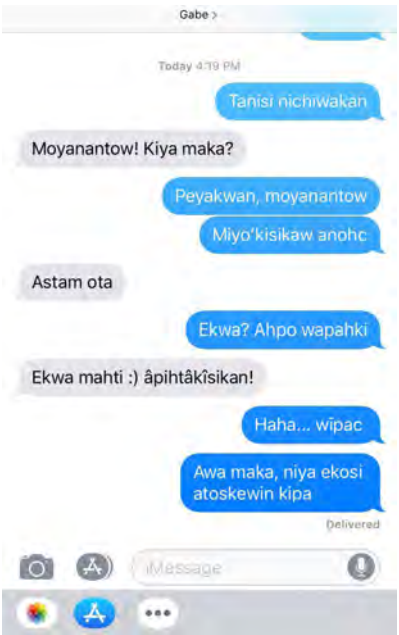 Gabe >
Today 4:19 PM
Tanisi nichiwakan
Moyanantow! Kiya maka?
Peyakwan, moyanantow
Miyo'kisikaw anohc
Astam ota
Ekwa? Ahpo wapahki
Ekwa mahti :) âpihtâkîsikan!
Haha... wîpac
Awa maka, niya ekosi
atoskewin kipa
Delivered
iMessage